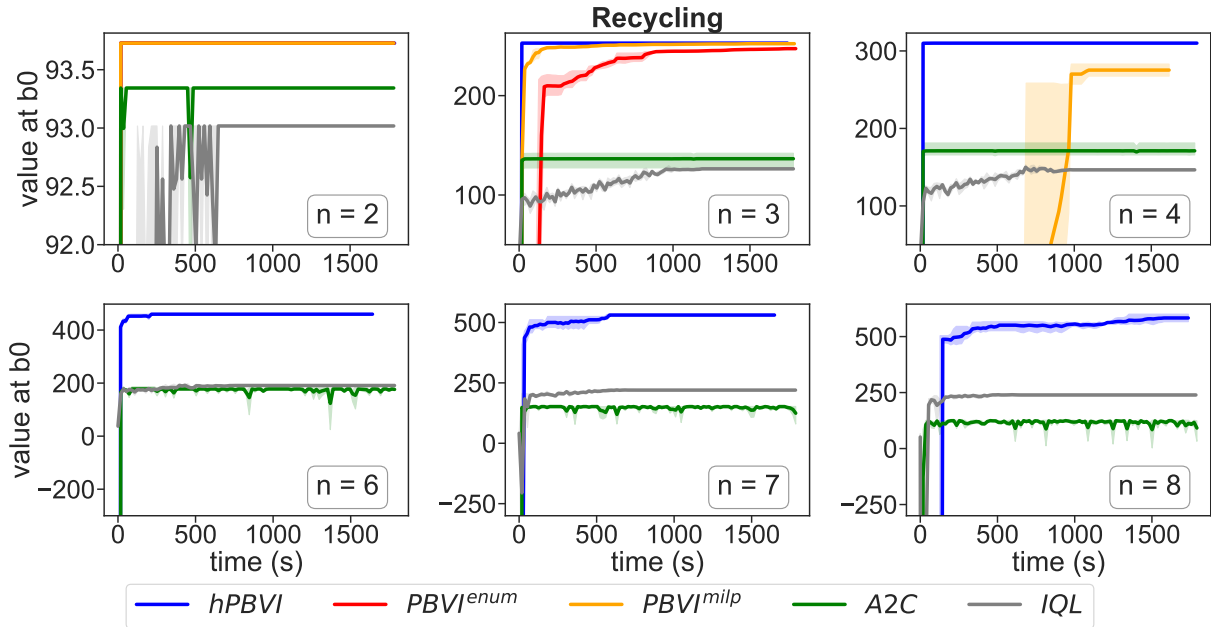 Recycling
value at b0
93.5
93.0
92.5
92.0
n = 2
0 500 1000 1500
200
100
n = 3
0 500 1000 1500
300
200
100
n = 4
0 500 1000 1500
value at b0
400
200
0
−200
n = 6
0 500 1000 1500
time (s)
500
250
0
−250
n = 7
0 500 1000 1500
time (s)
500
250
0
−250
n = 8
0 500 1000 1500
time (s)
hPBVI PBVI^enum PBVI^milp A2C IQL